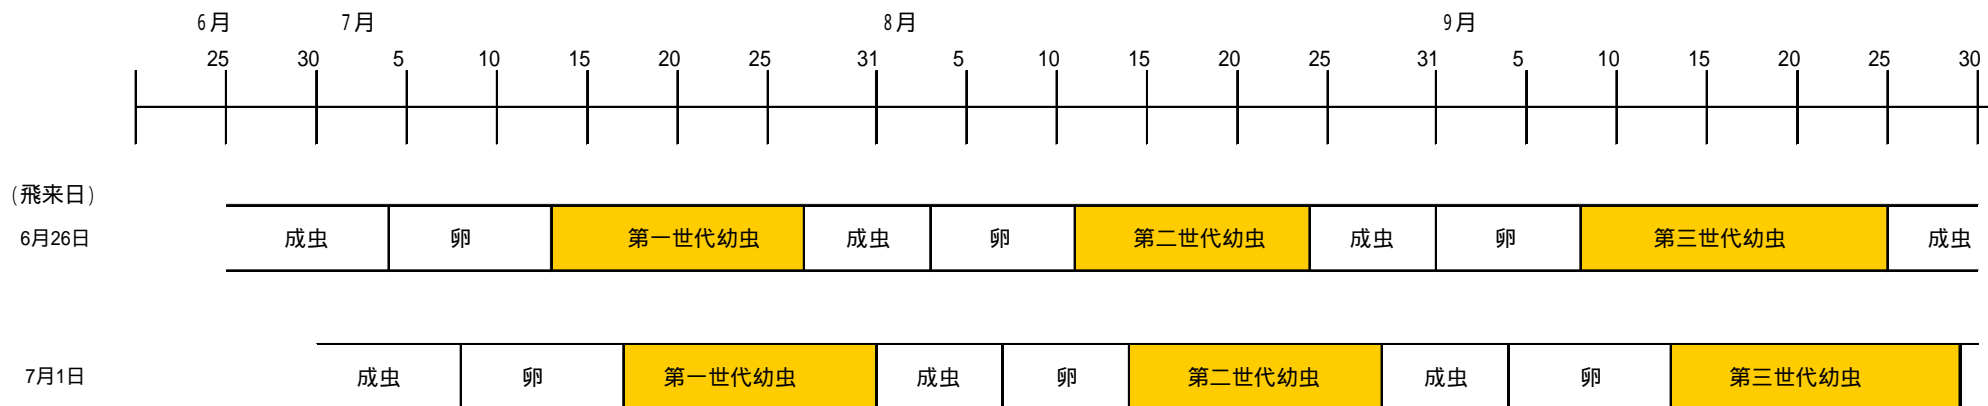 6月 7月 8月 9月
25 30 5 10 15 20 25 31 5 10 15 20 25 31 5 10 15 20 25 30
（飛来日）
6月26日 成虫 卵 第一世代幼虫 成虫 卵 第二世代幼虫 成虫 卵 第三世代幼虫 成虫
7月1日 成虫 卵 第一世代幼虫 成虫 卵 第二世代幼虫 成虫 卵 第三世代幼虫